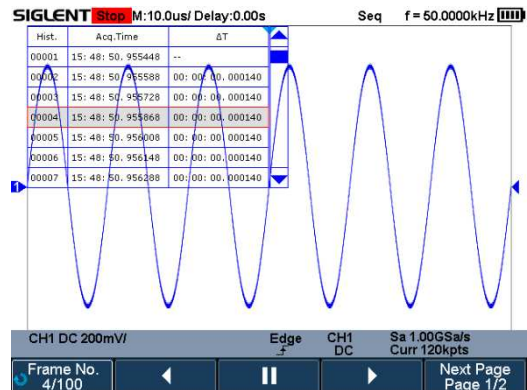 SIGLENT Stop M:10.0us/ Delay:0.00s Seq f = 50.0000kHz
Hist. Acq.Time ΔT
00001 15: 48: 50. 955448 --
00002 15: 48: 50. 955588 00: 00: 00. 000140
00003 15: 48: 50. 955728 00: 00: 00. 000140
00004 15: 48: 50. 955868 00: 00: 00. 000140
00005 15: 48: 50. 956008 00: 00: 00. 000140
00006 15: 48: 50. 956148 00: 00: 00. 000140
00007 15: 48: 50. 956288 00: 00: 00. 000140
1
CH1 DC 200mV/ Edge CH1 Sa 1.00GSa/s
DC Curr 120kpts
Frame No. Next Page
4/100 Page 1/2